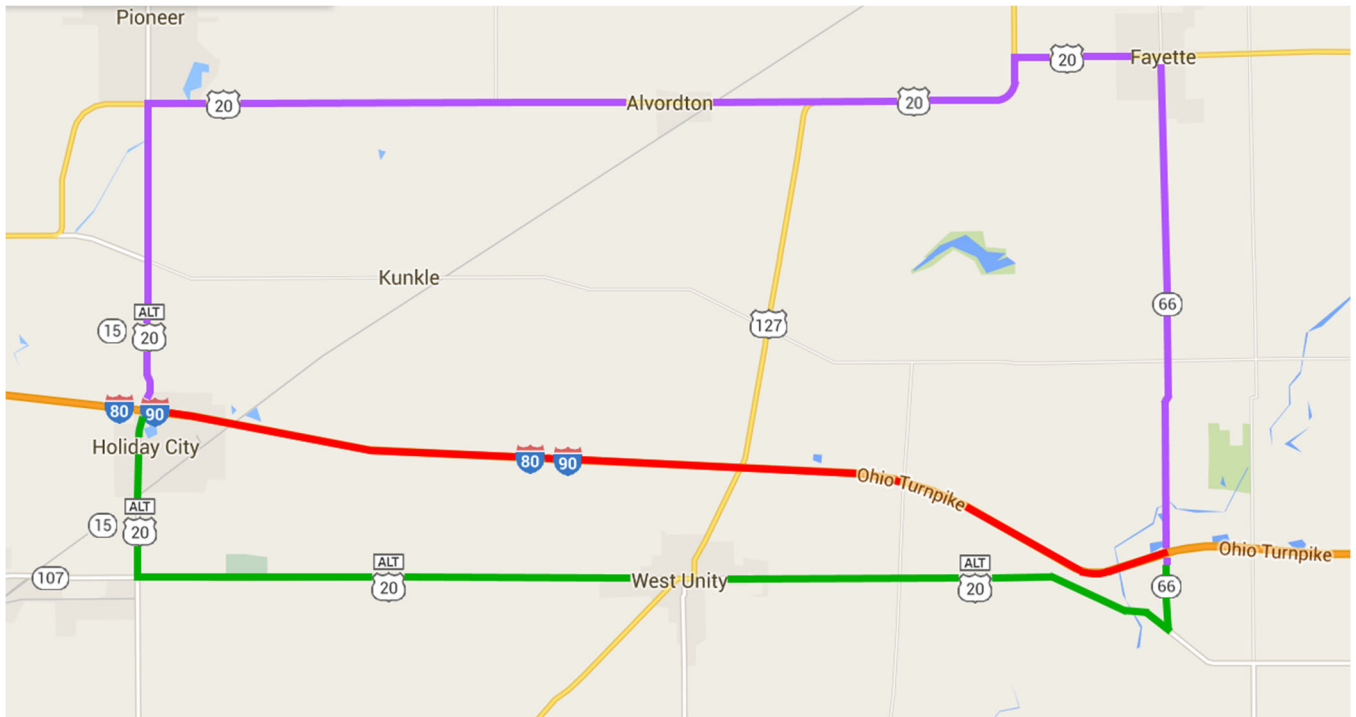 Pioneer
20
Fayette
20
Alvordton
20
Kunkle
66
ALT
15
20
127
80
90
Holiday City
80
90
Ohio Turnpike
ALT
15
20
Ohio Turnpike
107
ALT
20
West Unity
ALT
20
66